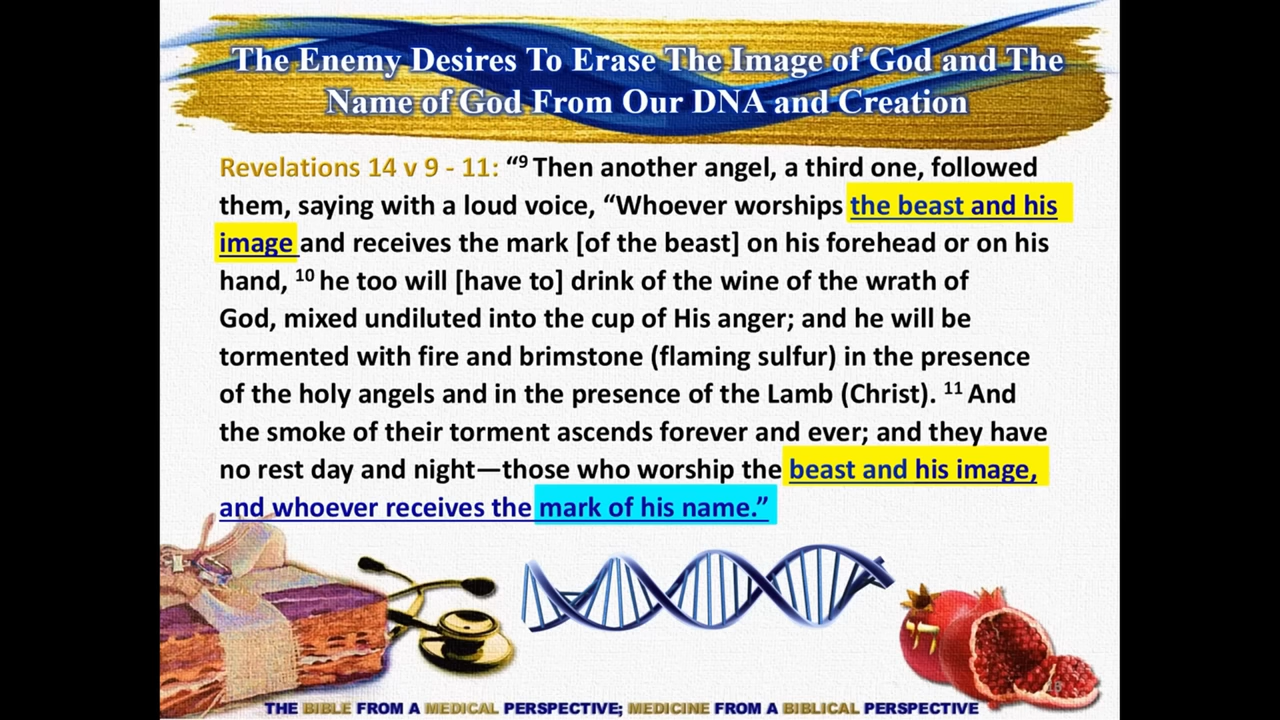 The Enemy Desires To Erase The Image of God and The
Name of God From Our DNA and Creation
Revelations 14 v 9 - 11: “9 Then another angel, a third one, followed
them, saying with a loud voice, “Whoever worships the beast and his
image and receives the mark [of the beast] on his forehead or on his
hand, 10 he too will [have to] drink of the wine of the wrath of
God, mixed undiluted into the cup of His anger; and he will be
tormented with fire and brimstone (flaming sulfur) in the presence
of the holy angels and in the presence of the Lamb (Christ). 11 And
the smoke of their torment ascends forever and ever; and they have
no rest day and night—those who worship the beast and his image,
and whoever receives the mark of his name.”
THE BIBLE FROM A MEDICAL PERSPECTIVE; MEDICINE FROM A BIBLICAL PERSPECTIVE